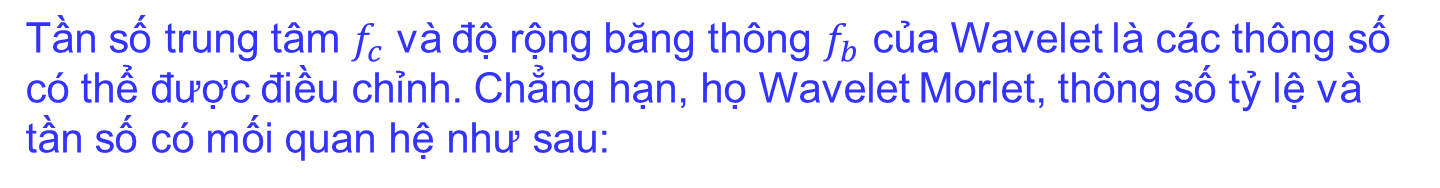 Tần số trung tâm f_c và độ rộng băng thông f_b của Wavelet là các thông số
có thể được điều chỉnh. Chẳng hạn, họ Wavelet Morlet, thông số tỷ lệ và
tần số có mối quan hệ như sau: